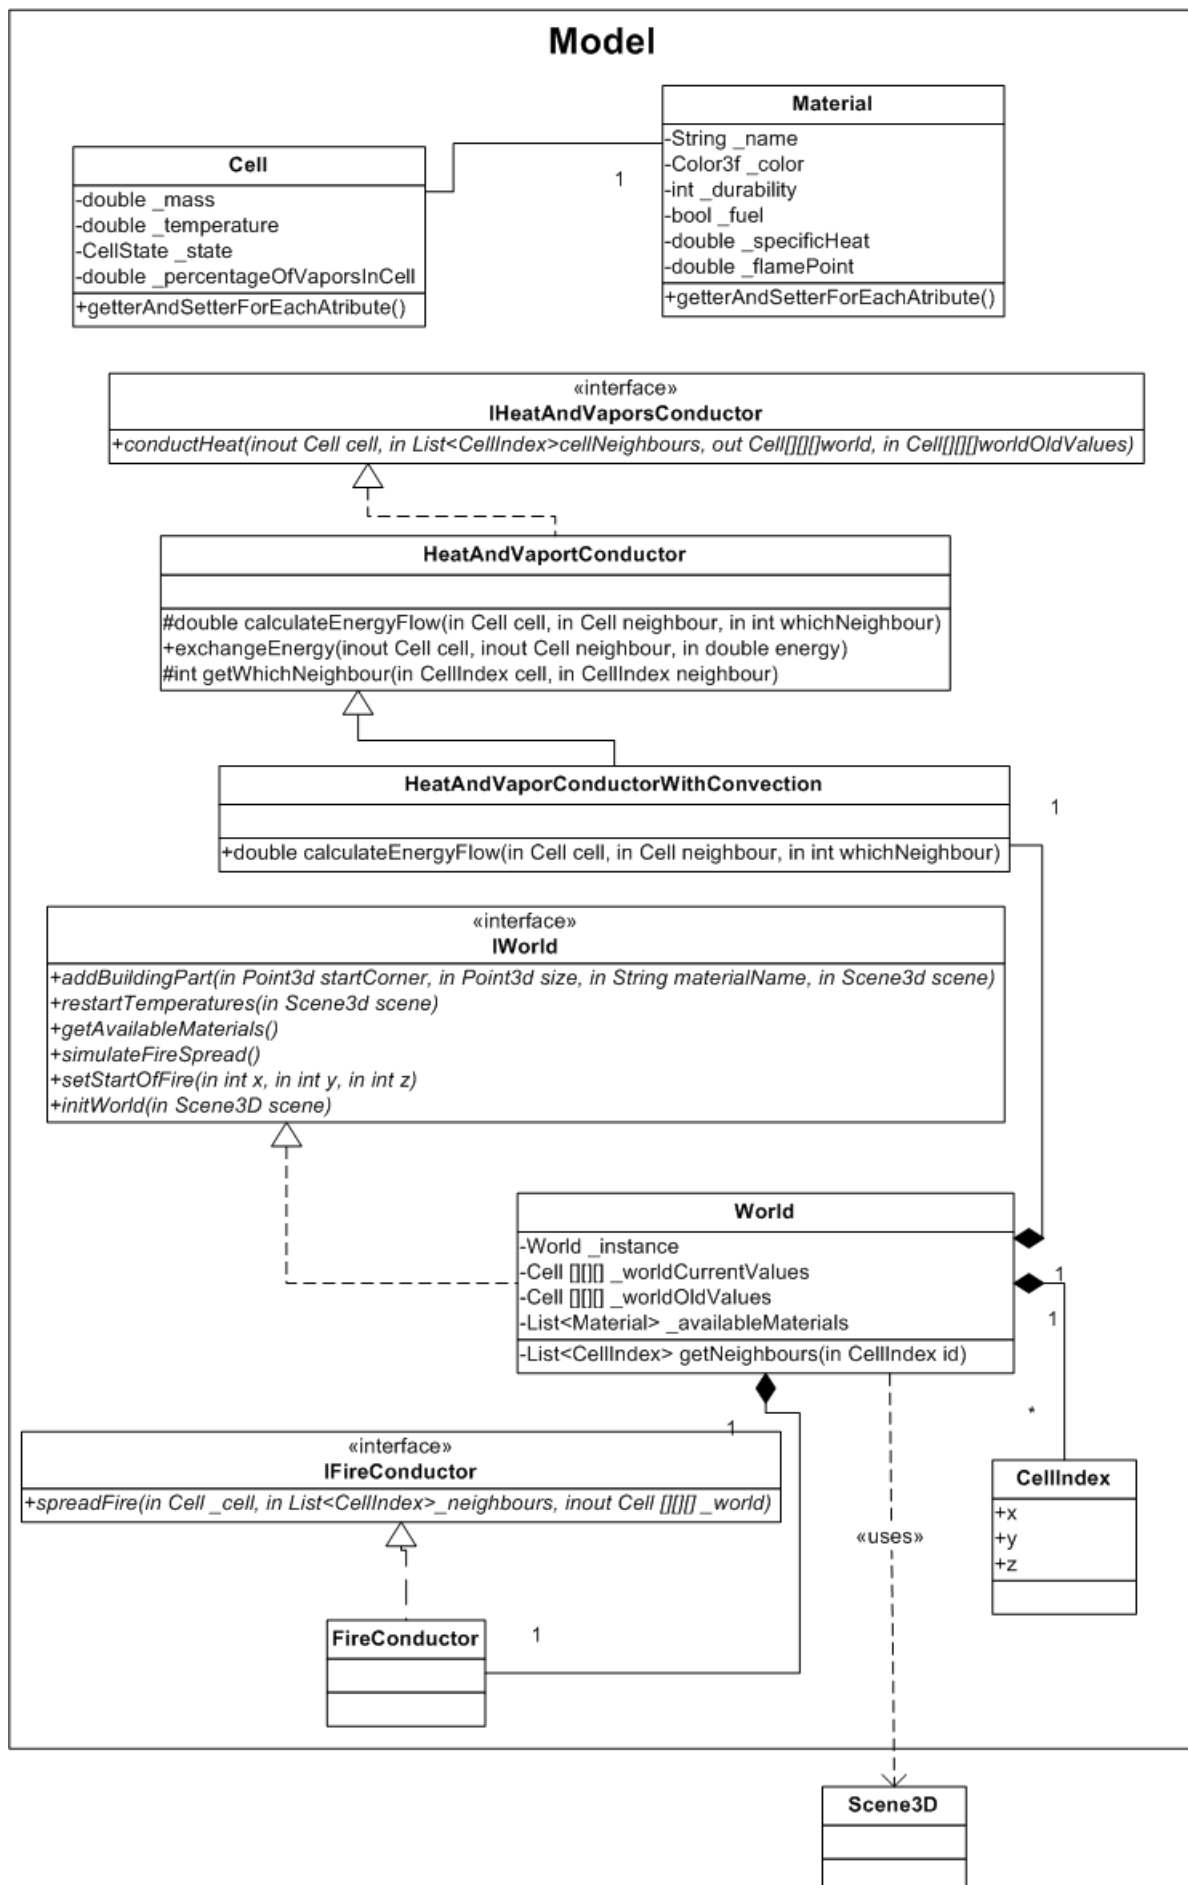 Model
Material
-String _name
-Color3f _color
-int _durability
-bool _fuel
-double _specificHeat
-double _flamePoint
+getterAndSetterForEachAtribute()
1
Cell
-double _mass
-double _temperature
-CellState _state
-double _percentageOfVaporsInCell
+getterAndSetterForEachAtribute()
«interface»
IHeatAndVaporsConductor
+conductHeat(inout Cell cell, in List<CellIndex>cellNeighbours, out Cell[][][]world, in Cell[][][]worldOldValues)
HeatAndVaportConductor
#double calculateEnergyFlow(in Cell cell, in Cell neighbour, in int whichNeighbour)
+exchangeEnergy(inout Cell cell, inout Cell neighbour, in double energy)
#int getWhichNeighbour(in CellIndex cell, in CellIndex neighbour)
HeatAndVaporConductorWithConvection
+double calculateEnergyFlow(in Cell cell, in Cell neighbour, in int whichNeighbour)
1
«interface»
IWorld
+addBuildingPart(in Point3d startCorner, in Point3d size, in String materialName, in Scene3d scene)
+restartTemperatures(in Scene3d scene)
+getAvailableMaterials()
+simulateFireSpread()
+setStartOfFire(in int x, in int y, in int z)
+initWorld(in Scene3D scene)
World
-World _instance
-Cell [][][] _worldCurrentValues
-Cell [][][] _worldOldValues
-List<Material> _availableMaterials
-List<CellIndex> getNeighbours(in CellIndex id)
1
1
*
1
«interface»
IFireConductor
+spreadFire(in Cell _cell, in List<CellIndex>_neighbours, inout Cell [][][] _world)
CellIndex
+x
+y
+z
«uses»
FireConductor
1
Scene3D